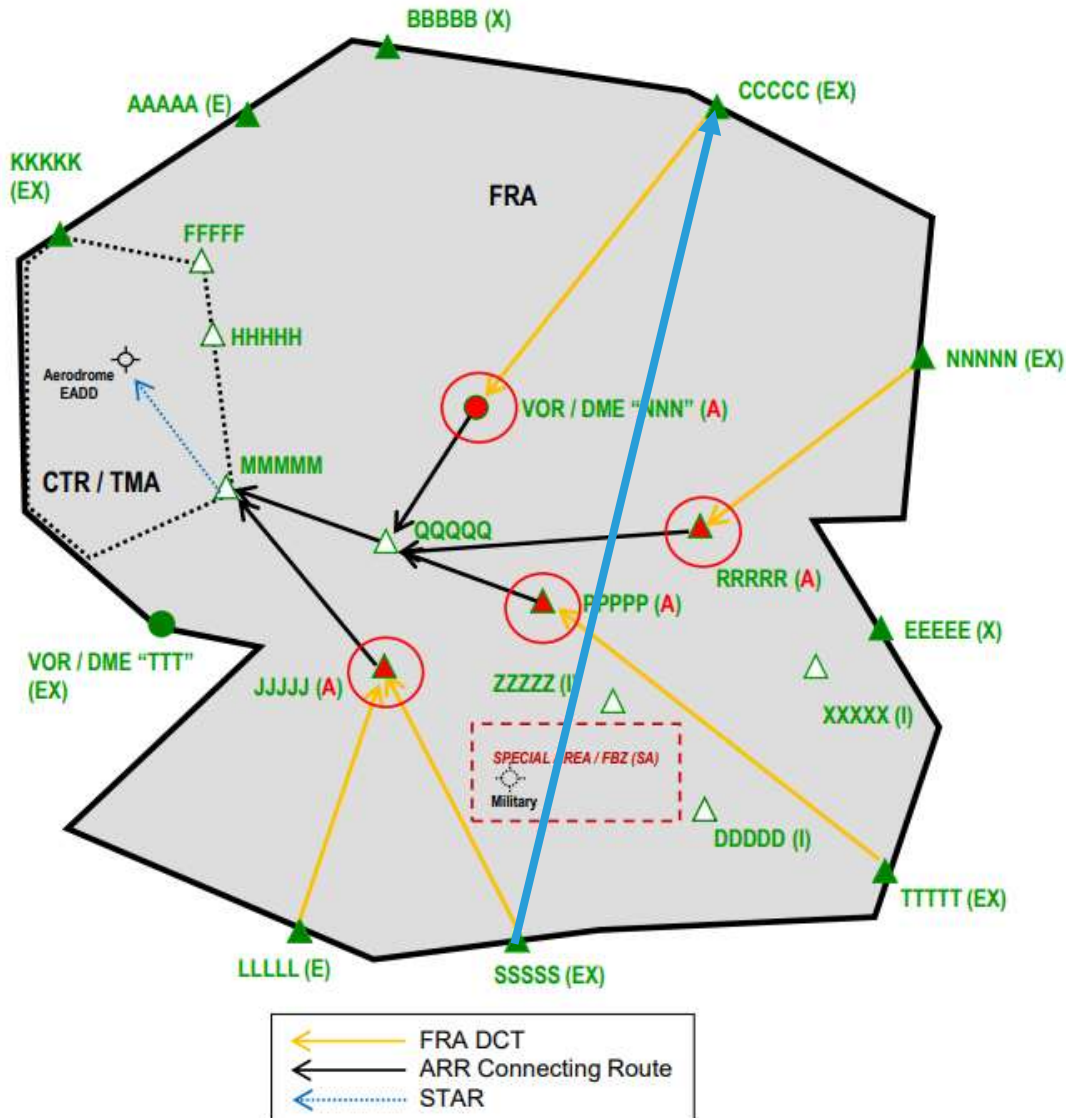 BBBBB (X)
CCCCC (EX)
AAAAA (E)
KKKKK
(EX)
FRA
FFFFF
HHHHH
NNNNN (EX)
Aerodrome
EADD
VOR / DME “NNN” (A)
MMMMM
CTR / TMA
QQQQQ
RRRRR (A)
PPPPP (A)
EEEEE (X)
VOR / DME “TTT”
(EX)
JJJJJ (A)
ZZZZZ (I)
XXXXX (I)
SPECIAL AREA / FBZ (SA)
Military
DDDDD (I)
TTTTT (EX)
LLLLL (E)
SSSSS (EX)
FRA DCT
ARR Connecting Route
STAR